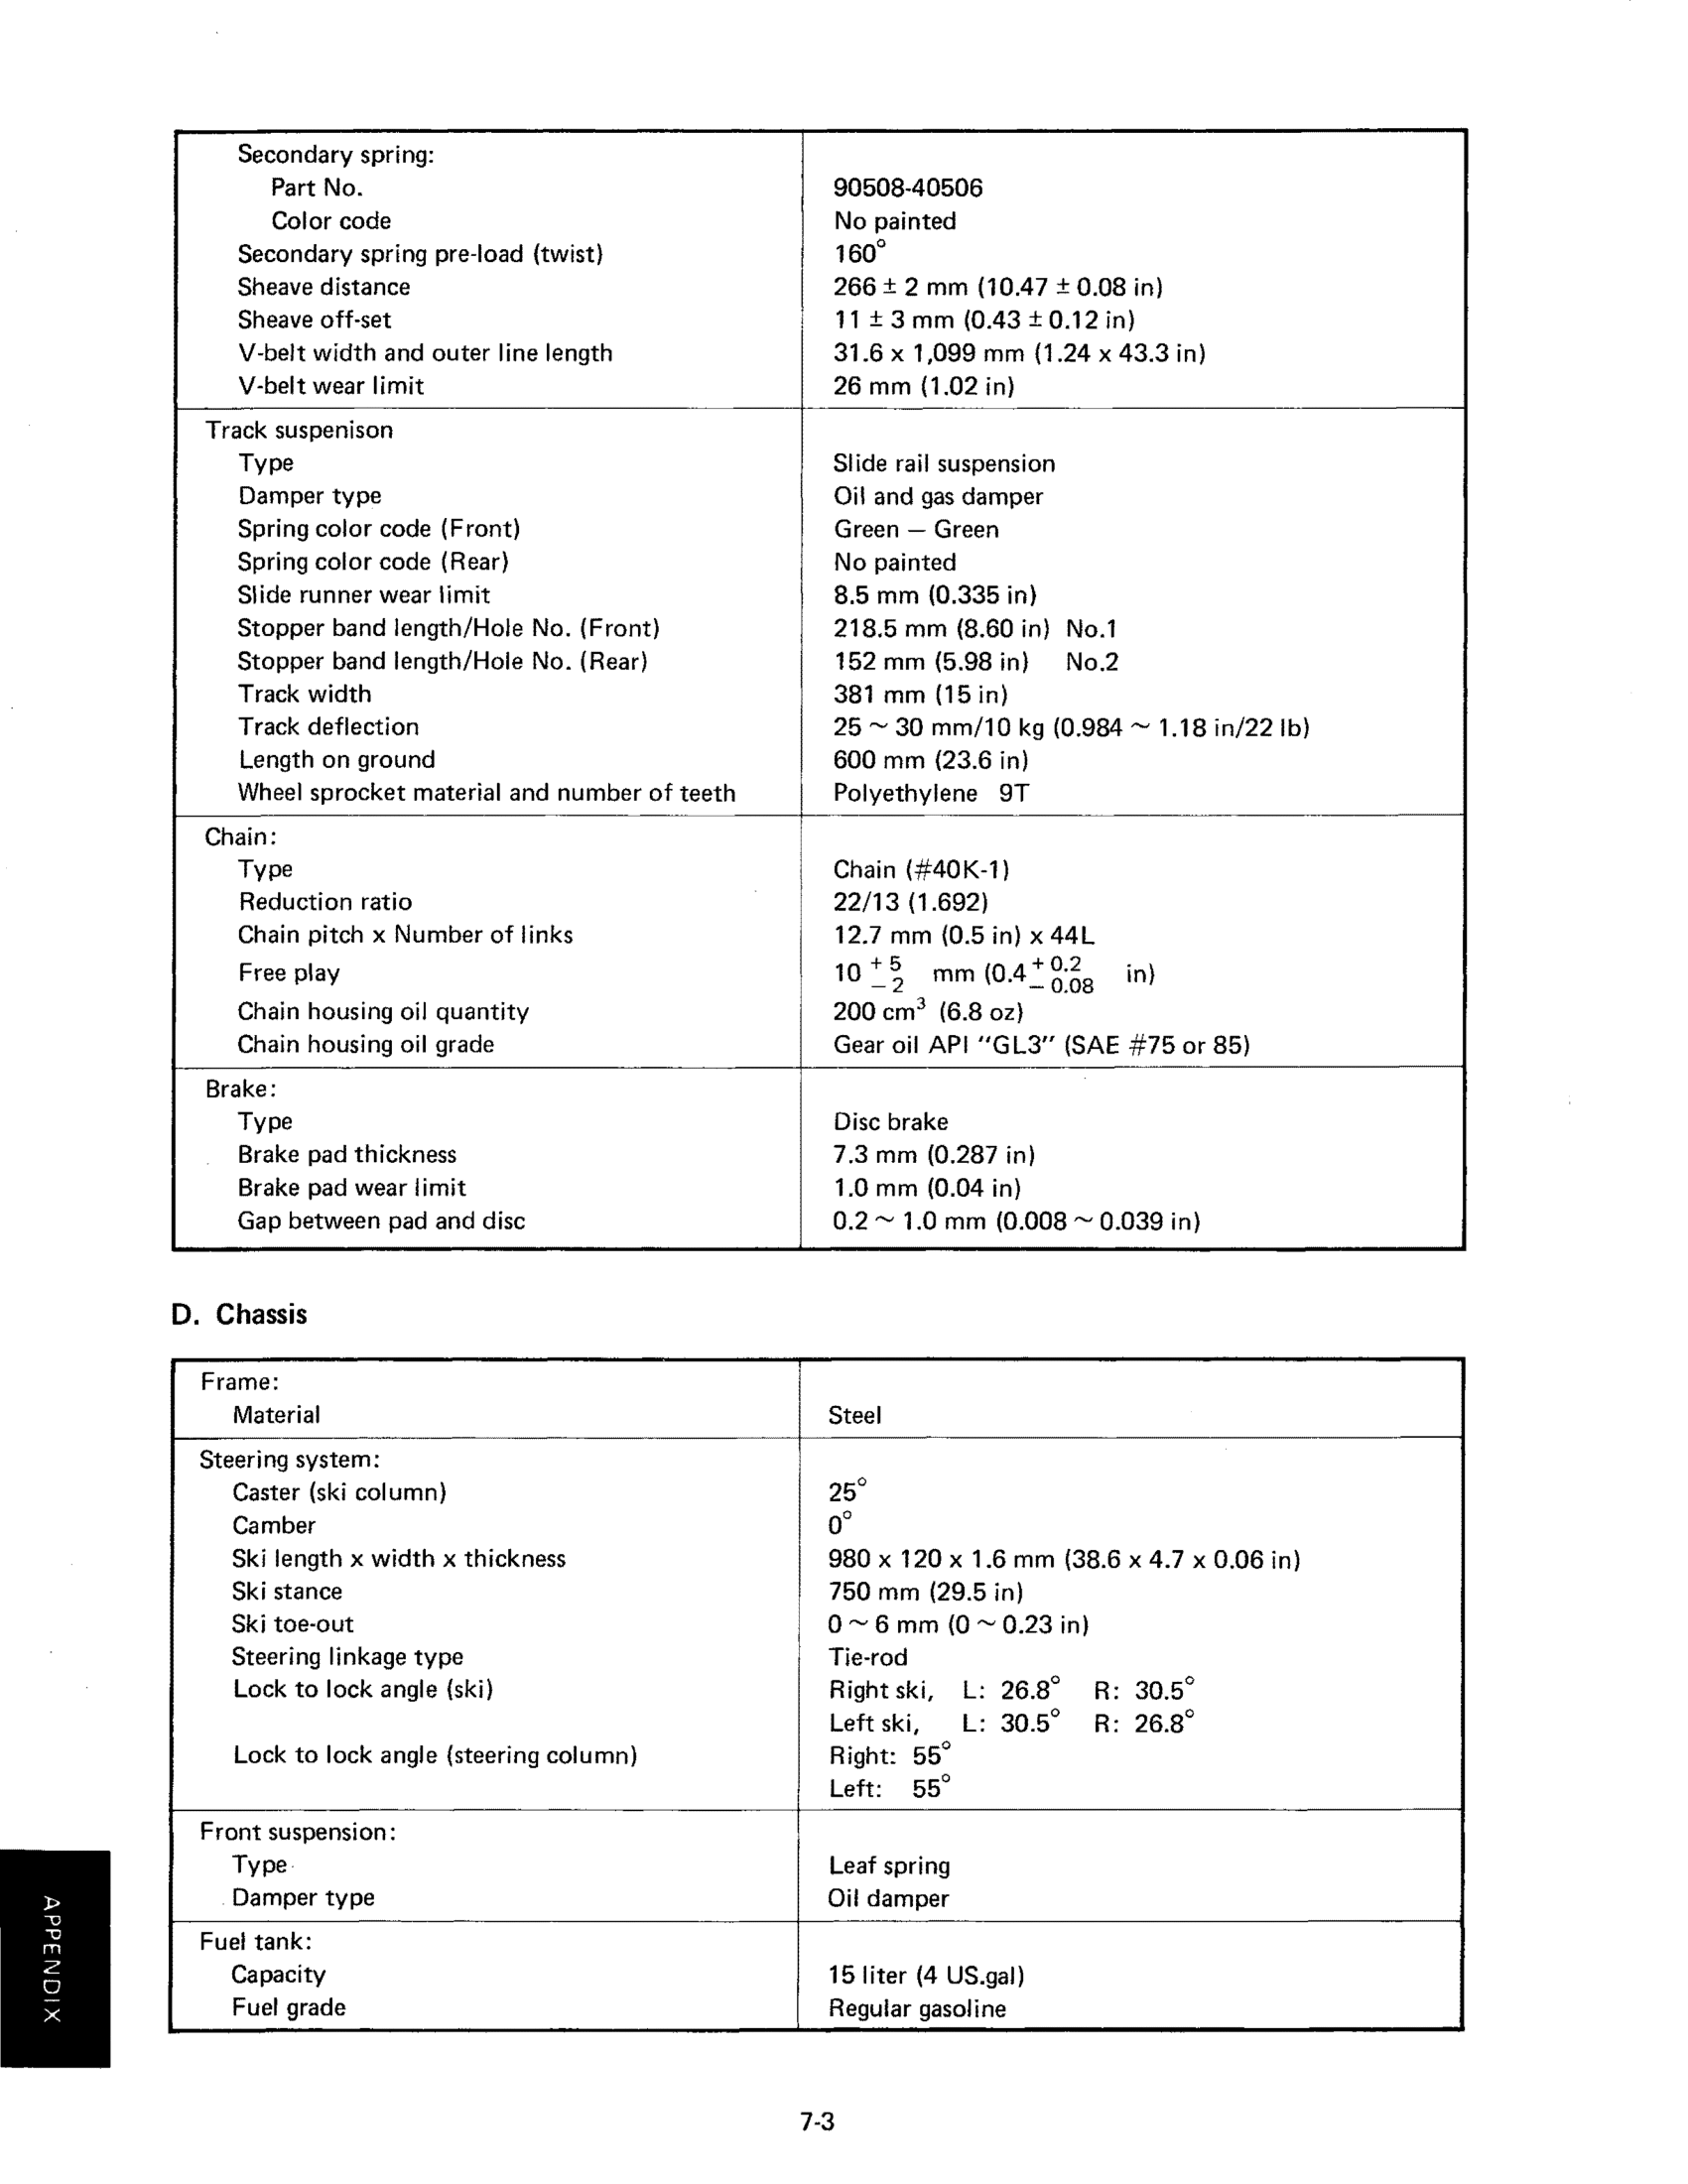 Secondary spring:
Part No. 90508-40506
Color code No painted
Secondary spring pre-load (twist) 160°
Sheave distance 266 ± 2 mm (10.47 ± 0.08 in)
Sheave off-set 11 ± 3 mm (0.43 ± 0.12 in)
V-belt width and outer line length 31.6 x 1,099 mm (1.24 x 43.3 in)
V-belt wear limit 26 mm (1.02 in)
Track suspenison
Type Slide rail suspension
Damper type Oil and gas damper
Spring color code (Front) Green — Green
Spring color code (Rear) No painted
Slide runner wear limit 8.5 mm (0.335 in)
Stopper band length/Hole No. (Front) 218.5 mm (8.60 in) No.1
Stopper band length/Hole No. (Rear) 152 mm (5.98 in) No.2
Track width 381 mm (15 in)
Track deflection 25 ~ 30 mm/10 kg (0.984 ~ 1.18 in/22 lb)
Length on ground 600 mm (23.6 in)
Wheel sprocket material and number of teeth Polyethylene 9T
Chain:
Type Chain (#40K-1)
Reduction ratio 22/13 (1.692)
Chain pitch x Number of links 12.7 mm (0.5 in) x 44L
Free play 10 +5 −2 mm (0.4 +0.2 −0.08 in)
Chain housing oil quantity 200 cm³ (6.8 oz)
Chain housing oil grade Gear oil API "GL3" (SAE #75 or 85)
Brake:
Type Disc brake
Brake pad thickness 7.3 mm (0.287 in)
Brake pad wear limit 1.0 mm (0.04 in)
Gap between pad and disc 0.2 ~ 1.0 mm (0.008 ~ 0.039 in)
D. Chassis
Frame:
Material Steel
Steering system:
Caster (ski column) 25°
Camber 0°
Ski length x width x thickness 980 x 120 x 1.6 mm (38.6 x 4.7 x 0.06 in)
Ski stance 750 mm (29.5 in)
Ski toe-out 0 ~ 6 mm (0 ~ 0.23 in)
Steering linkage type Tie-rod
Lock to lock angle (ski) Right ski, L: 26.8° R: 30.5°
Left ski, L: 30.5° R: 26.8°
Lock to lock angle (steering column) Right: 55°
Left: 55°
Front suspension:
Type Leaf spring
Damper type Oil damper
Fuel tank:
Capacity 15 liter (4 US.gal)
Fuel grade Regular gasoline
APPENDIX
7-3